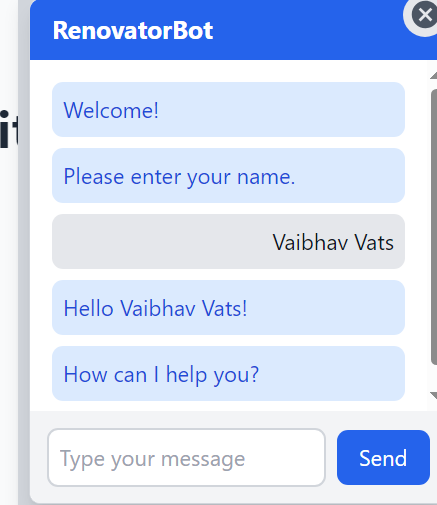 RenovatorBot
Welcome!
it
Please enter your name.
Vaibhav Vats
Hello Vaibhav Vats!
How can I help you?
Type your message
Send